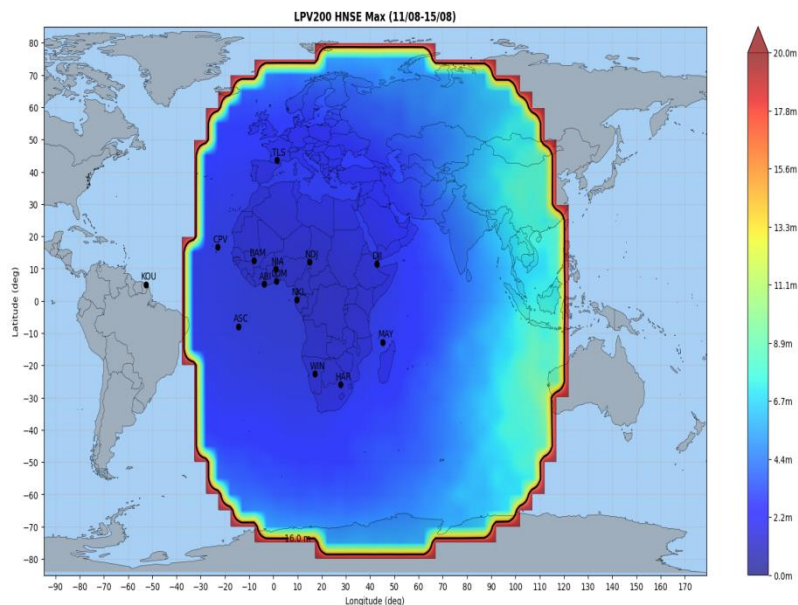 LPV200 HNSE Max (11/08-15/08)
80
70
60
50
40
30
20
10
0
-10
-20
-30
-40
-50
-60
-70
-80
Latitude (deg)
TLS
CPV
BAM
NIA
NDJ
DJI
ABI
KOU
NKL
ASC
MAY
WIN
HAR
16.0 m
-90 -80 -70 -60 -50 -40 -30 -20 -10 0 10 20 30 40 50 60 70 80 90 100 110 120 130 140 150 160 170
Longitude (deg)
20.0m
17.8m
15.6m
13.3m
11.1m
8.9m
6.7m
4.4m
2.2m
0.0m